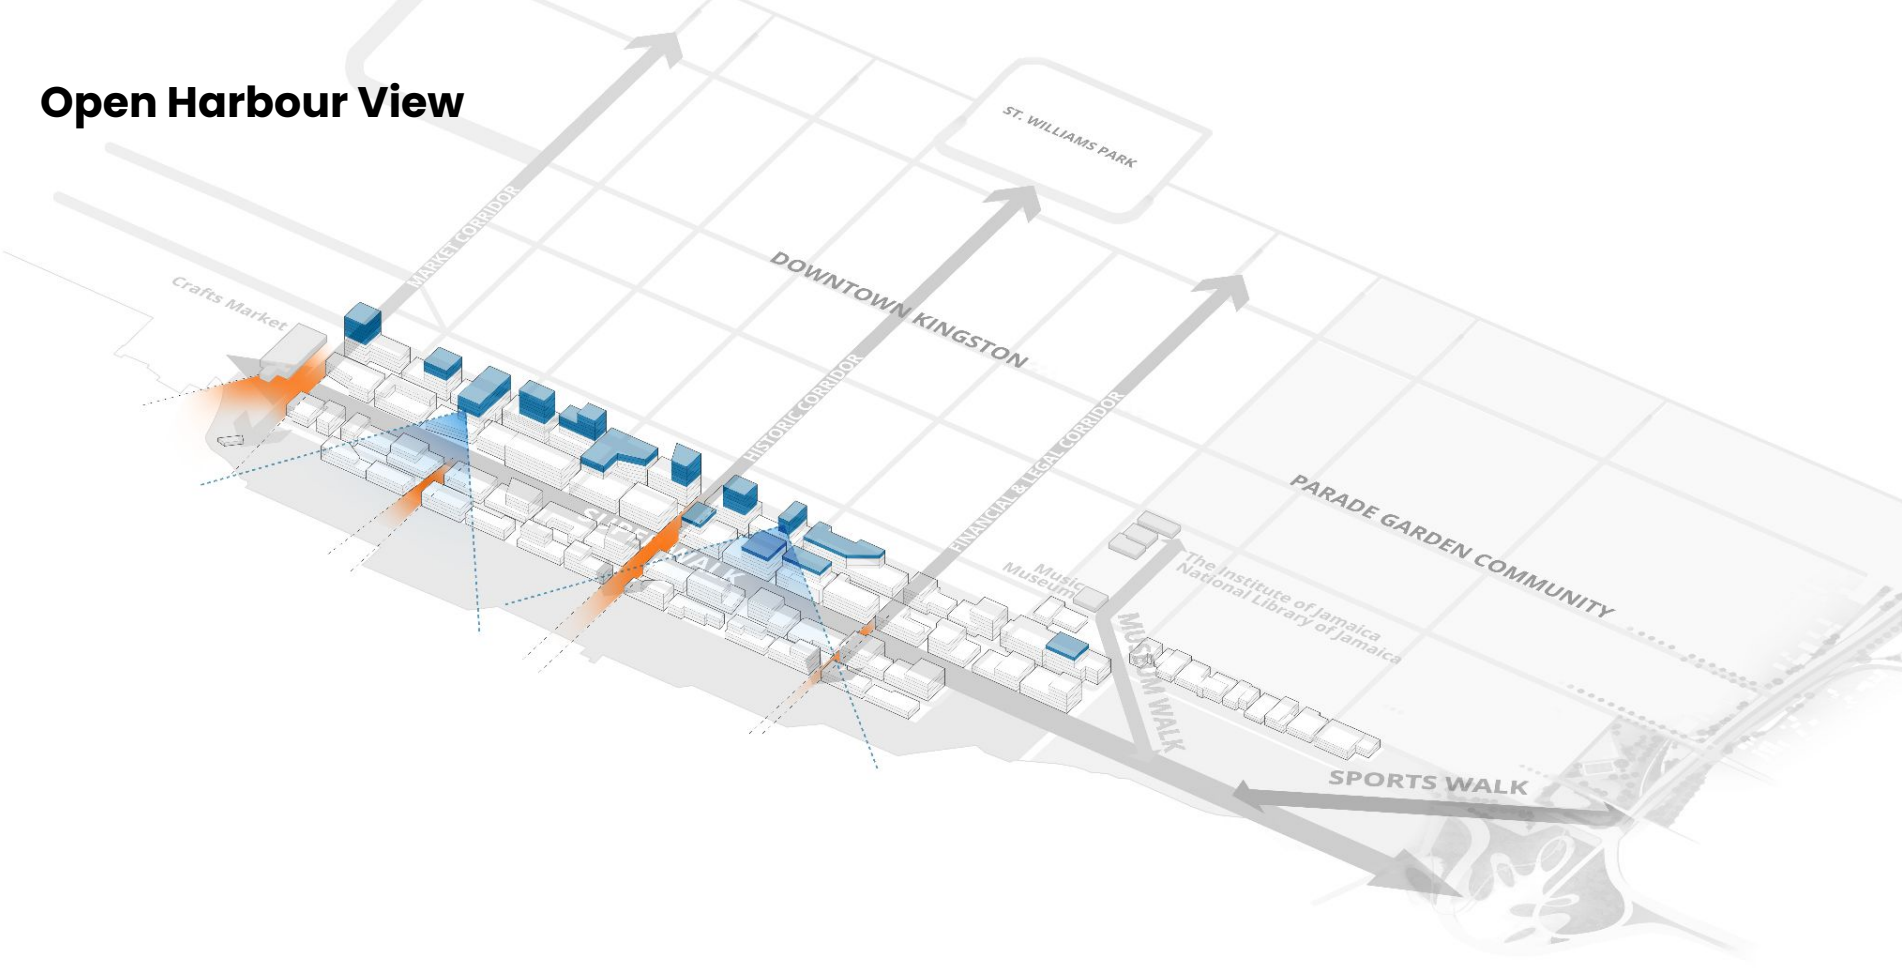 Open Harbour View
ST. WILLIAMS PARK
MARKET CORRIDOR
DOWNTOWN KINGSTON
Crafts Market
HISTORIC CORRIDOR
FINANCIAL & LEGAL CORRIDOR
PARADE GARDEN COMMUNITY
Music
Museum
The Institute of Jamaica
National Library of Jamaica
WALK
MUSEUM WALK
SPORTS WALK